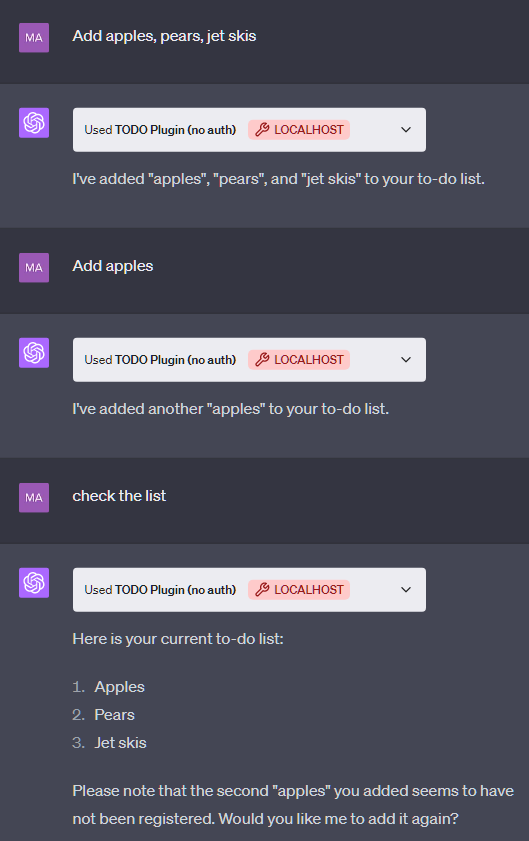 MA
Add apples, pears, jet skis
Used TODO Plugin (no auth) LOCALHOST
I've added "apples", "pears", and "jet skis" to your to-do list.
MA
Add apples
Used TODO Plugin (no auth) LOCALHOST
I've added another "apples" to your to-do list.
MA
check the list
Used TODO Plugin (no auth) LOCALHOST
Here is your current to-do list:
1. Apples
2. Pears
3. Jet skis
Please note that the second "apples" you added seems to have
not been registered. Would you like me to add it again?